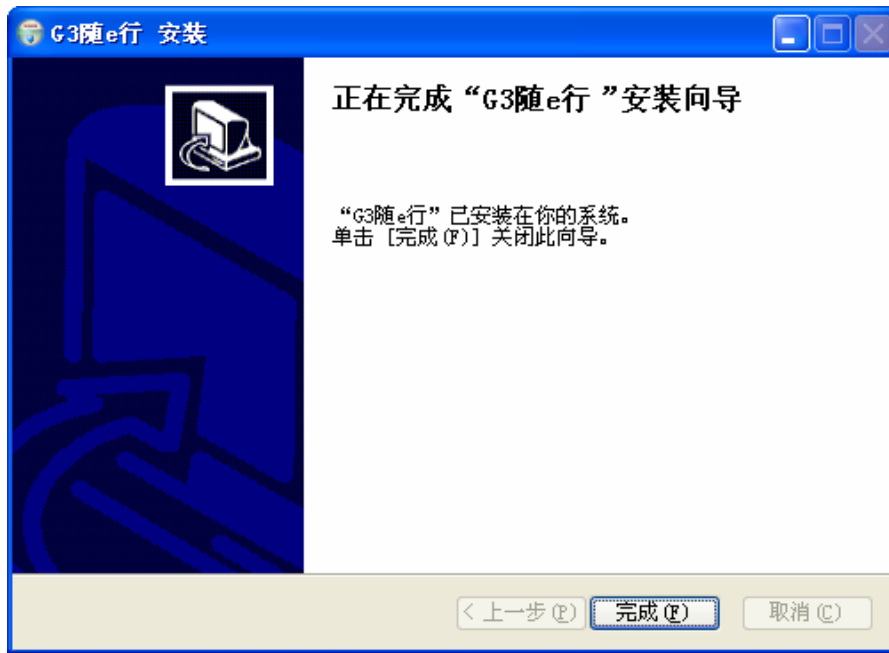 G3随e行 安装
正在完成“G3随e行 ”安装向导
“G3随e行”已安装在你的系统。
单击 [完成(F)] 关闭此向导。
< 上一步(P)
完成(F)
取消(C)